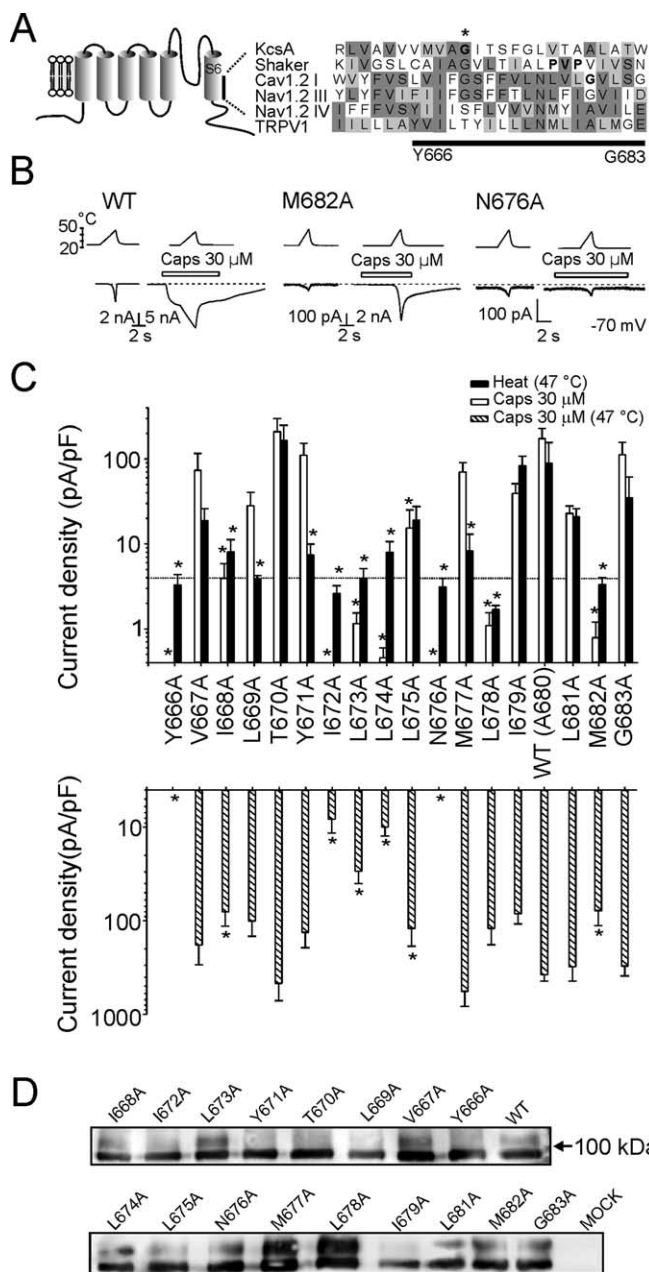 A
*
S6
KcsA R L V A V V V M V A G I T S F G L V T A A L A T W
Shaker K I V G S L C A I A G V L T I A L P V P V I V S N
Cav1.2 I W V Y F V S L V I F G S F F V L N L V L G V L S G
Nav1.2 III Y L Y F V I F I I F G S F F T L N L F I G V I I D
Nav1.2 IV I F F F V S Y I I I S F L V V V N M Y I A V I L E
TRPV1 I I L L L A Y V I L T Y I L L L N M L I A L M G E
Y666 G683
B
WT M682A N676A
50 °C
20
Caps 30 µM Caps 30 µM Caps 30 µM
2 nA 5 nA 100 pA 2 nA 100 pA
2 s 2 s 2 s -70 mV
C
Heat (47 °C)
Caps 30 µM
Caps 30 µM (47 °C)
Current density (pA/pF)
100
10
1
* * * * * * * * * * * * * * * * * * *
Y666A V667A I668A L669A T670A Y671A I672A L673A L674A L675A N676A M677A L678A I679A WT (A680) L681A M682A G683A
Current density(pA/pF)
10
100
1000
* * * * * * * *
D
I668A I672A L673A Y671A T670A L669A V667A Y666A WT
100 kDa
L674A L675A N676A M677A L678A I679A L681A M682A G683A MOCK